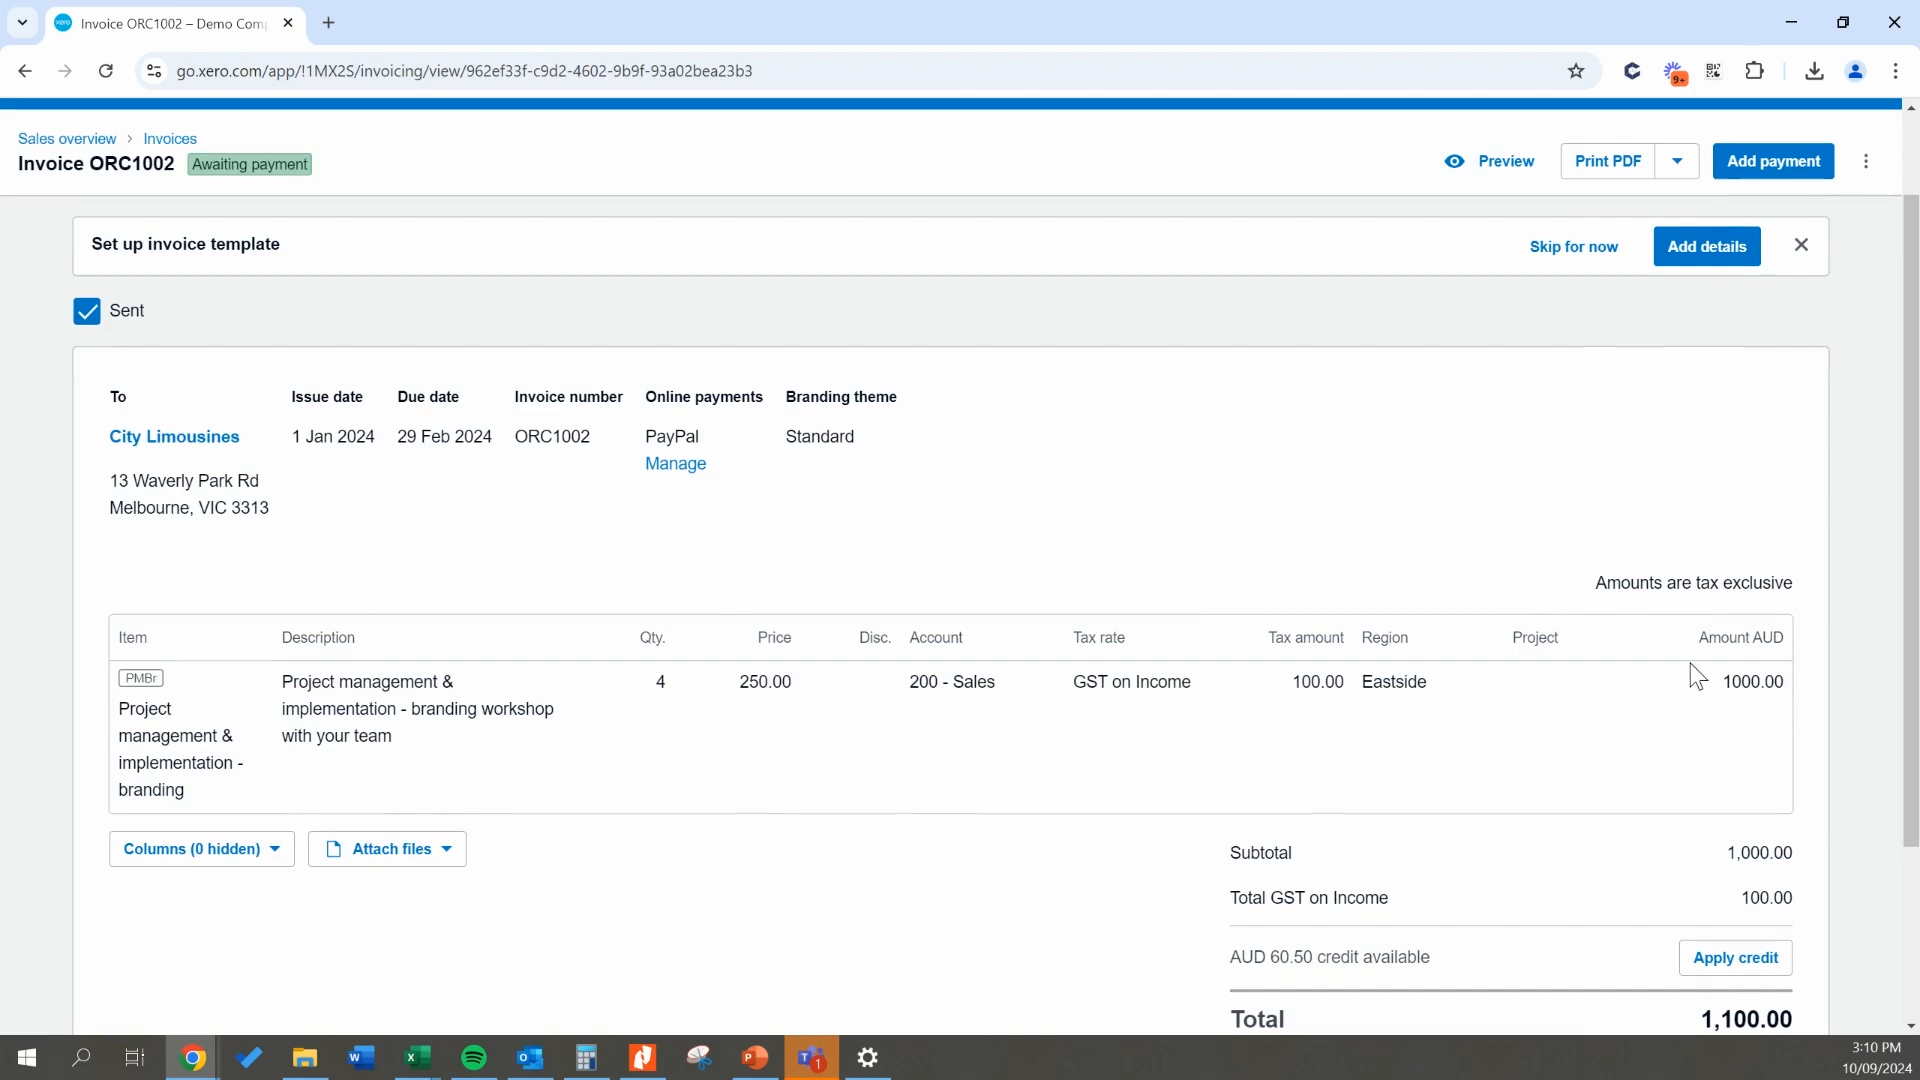 Invoice ORC1002 – Demo Comp
go.xero.com/app/!1MX2S/invoicing/view/962ef33f-c9d2-4602-9b9f-93a02bea23b3
9+
Sales overview > Invoices
Invoice ORC1002 Awaiting payment
Preview Print PDF Add payment
Set up invoice template
Skip for now Add details
Sent
To Issue date Due date Invoice number Online payments Branding theme
City Limousines 1 Jan 2024 29 Feb 2024 ORC1002 PayPal Standard
Manage
13 Waverly Park Rd
Melbourne, VIC 3313
Amounts are tax exclusive
Item Description Qty. Price Disc. Account Tax rate Tax amount Region Project Amount AUD
PMBr Project management & 4 250.00 200 - Sales GST on Income 100.00 Eastside 1000.00
Project implementation - branding workshop
management & with your team
implementation -
branding
Columns (0 hidden) Attach files
Subtotal 1,000.00
Total GST on Income 100.00
AUD 60.50 credit available Apply credit
Total 1,100.00
3:10 PM
10/09/2024